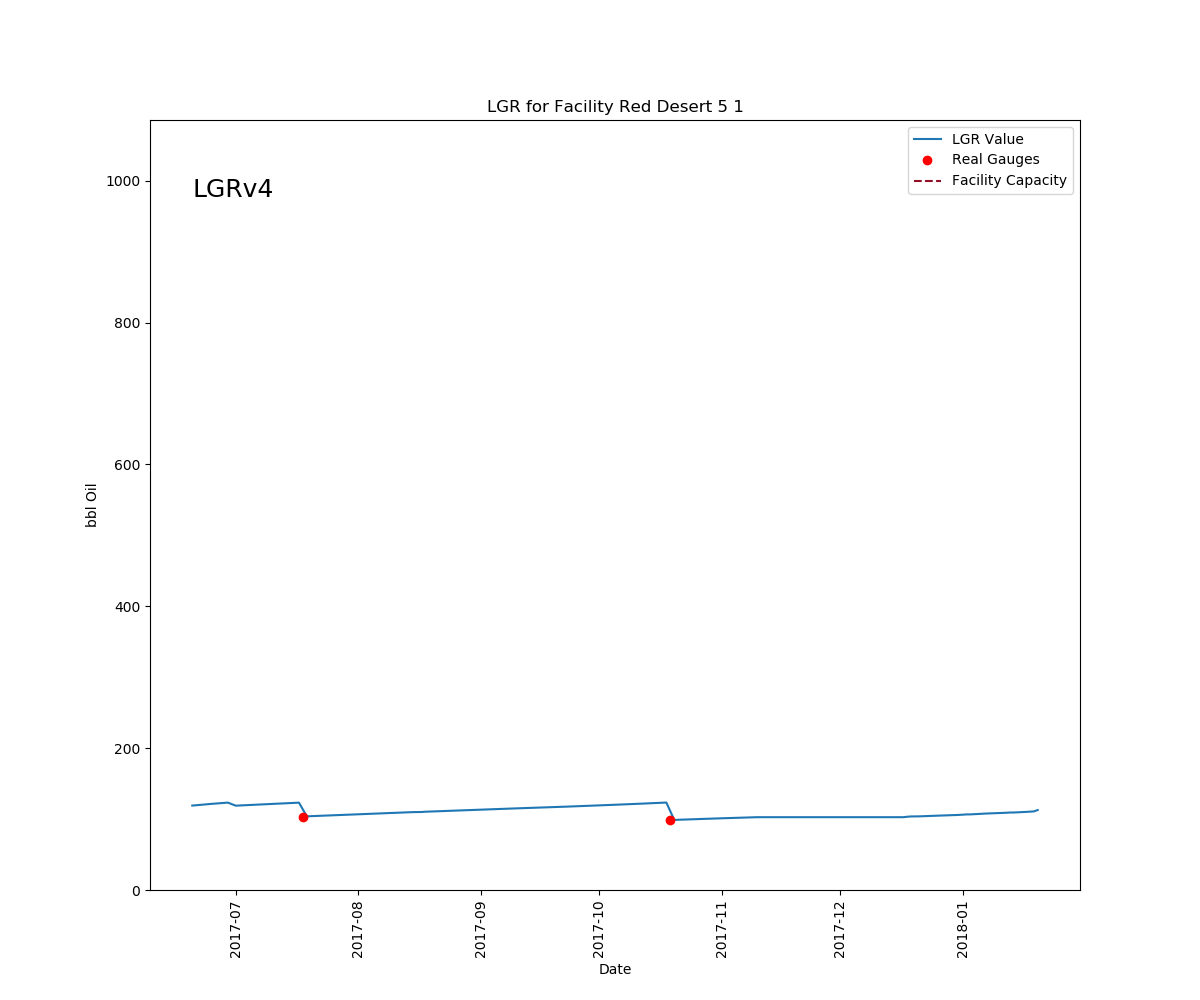 LGR for Facility Red Desert 5 1
LGR Value
Real Gauges
Facility Capacity
LGRv4
1000
800
600
400
200
0
bbl Oil
2017-07
2017-08
2017-09
2017-10
2017-11
2017-12
2018-01
Date